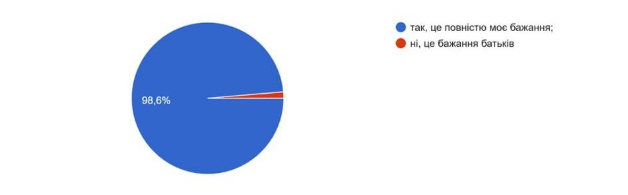 так, це повністю моє бажання;
ні, це бажання батьків
98,6%